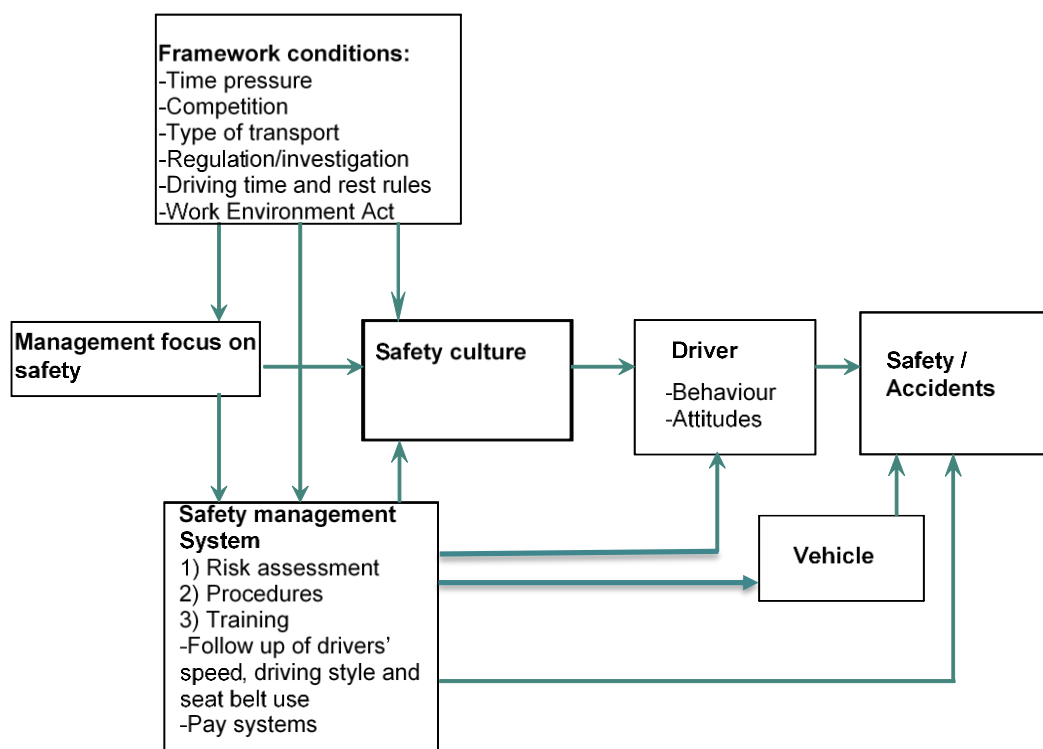 Framework conditions:
-Time pressure
-Competition
-Type of transport
-Regulation/investigation
-Driving time and rest rules
-Work Environment Act
Management focus on
safety
Safety culture
Driver
-Behaviour
-Attitudes
Safety /
Accidents
Safety management
System
1) Risk assessment
2) Procedures
3) Training
-Follow up of drivers’
speed, driving style and
seat belt use
-Pay systems
Vehicle